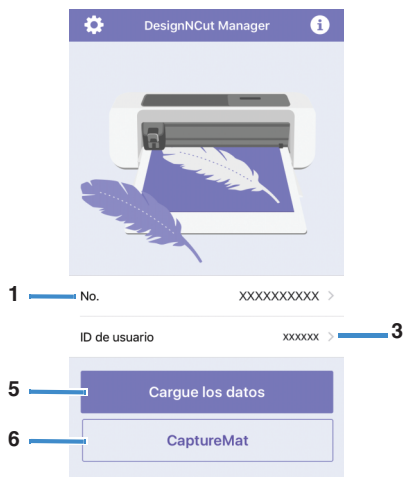 DesignNCut Manager
1 No. XXXXXXXXXX
ID de usuario xxxxxx 3
5 Cargue los datos
6 CaptureMat